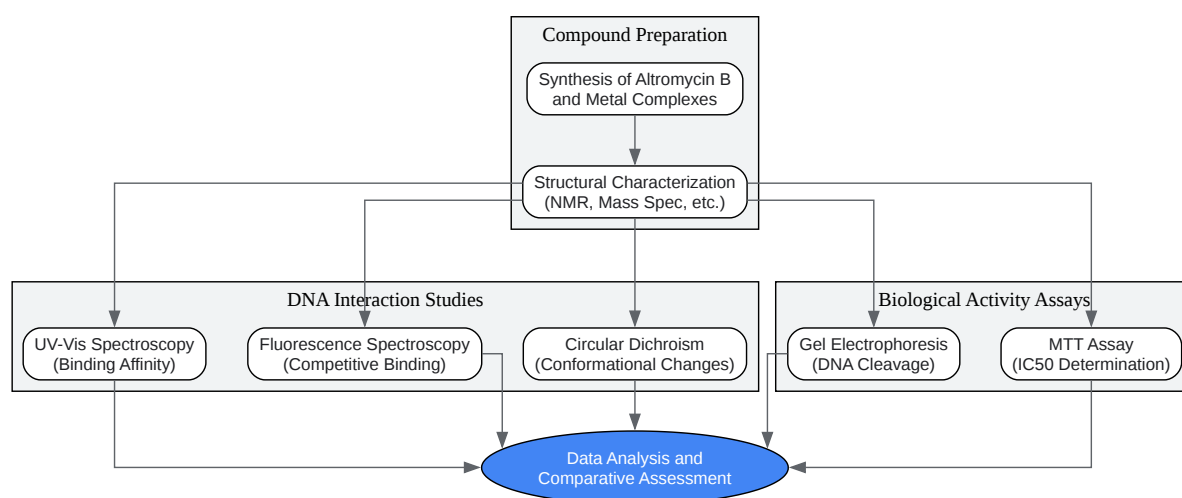 Compound Preparation
Synthesis of Altromycin B
and Metal Complexes
Structural Characterization
(NMR, Mass Spec, etc.)
DNA Interaction Studies
UV-Vis Spectroscopy
(Binding Affinity)
Fluorescence Spectroscopy
(Competitive Binding)
Circular Dichroism
(Conformational Changes)
Biological Activity Assays
Gel Electrophoresis
(DNA Cleavage)
MTT Assay
(IC50 Determination)
Data Analysis and
Comparative Assessment